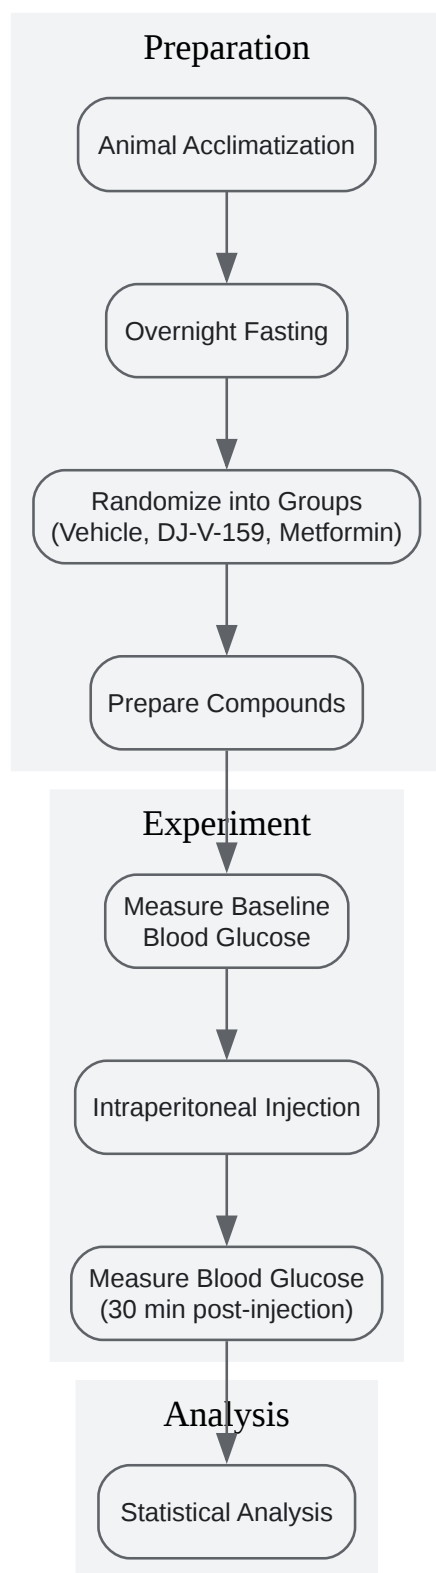 Preparation
Animal Acclimatization
Overnight Fasting
Randomize into Groups
(Vehicle, DJ-V-159, Metformin)
Prepare Compounds
Experiment
Measure Baseline
Blood Glucose
Intraperitoneal Injection
Measure Blood Glucose
(30 min post-injection)
Analysis
Statistical Analysis